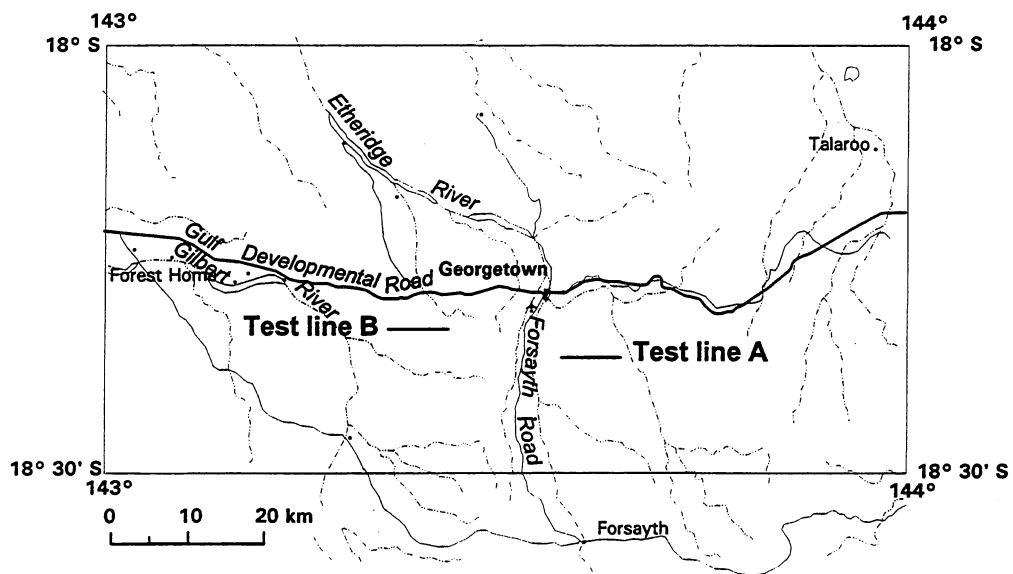 143°
144°
18° S
18° S
Etheridge
River
Talaroo
Gulf
Developmental Road
Gilbert
River
Forest Home
Georgetown
Test line B
Test line A
Forsayth
Road
18° 30' S
18° 30' S
143°
144°
0 10 20 km
Forsayth